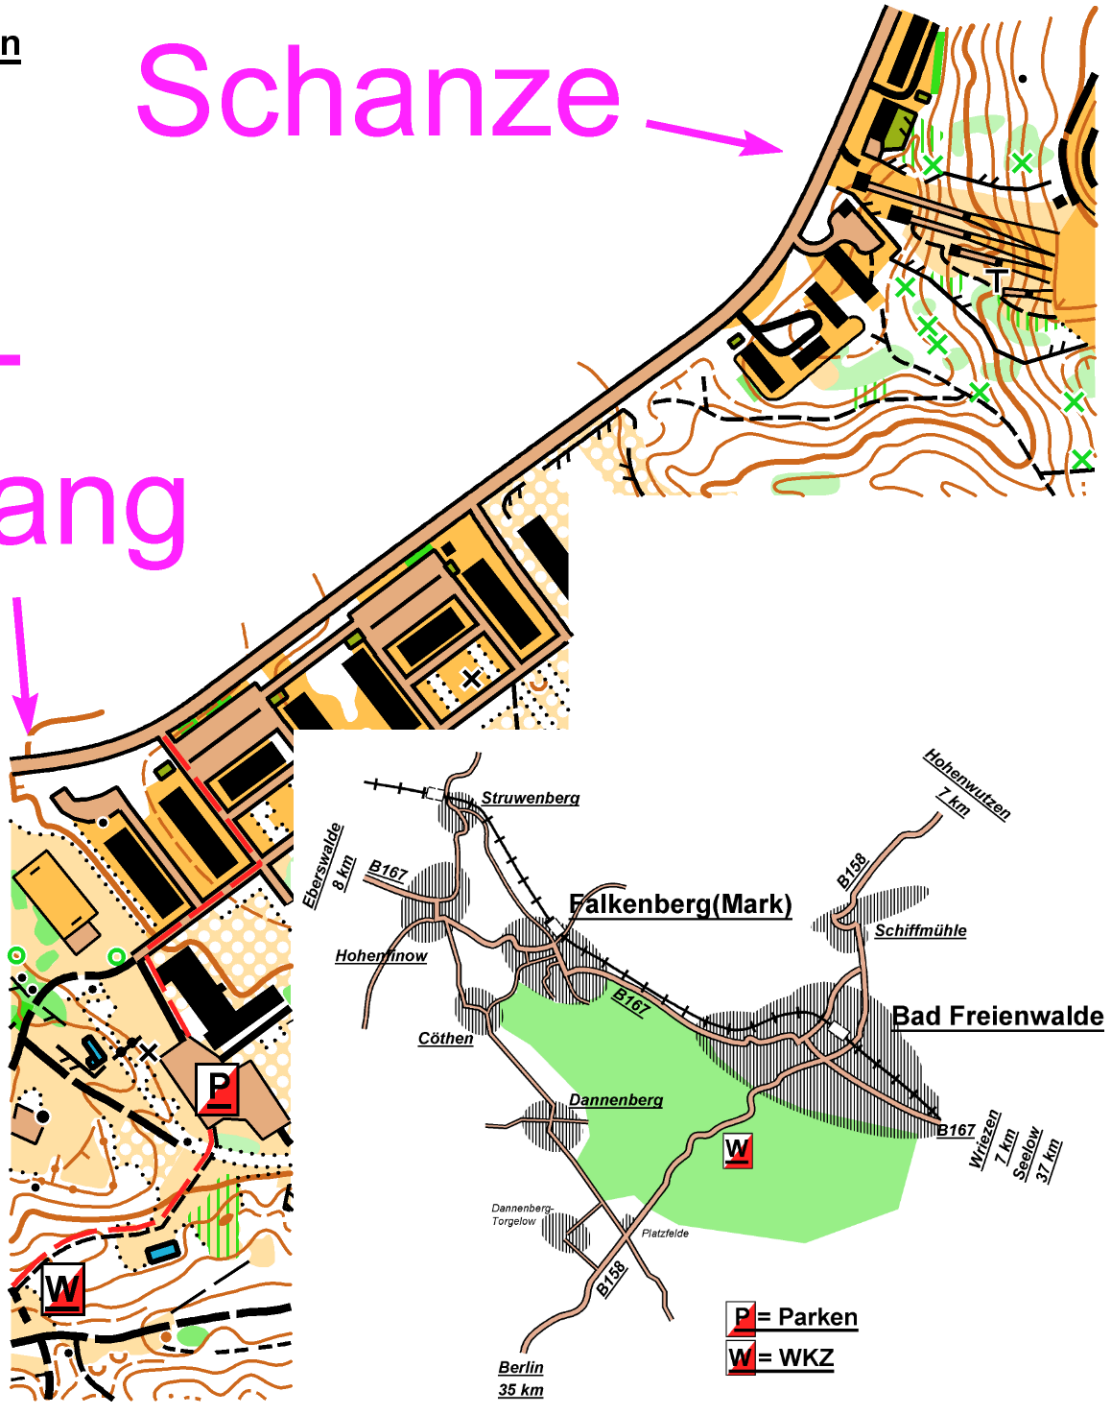 n
Schanze
ang
P
W
Struwenberg
Eberswalde
8 km
B167
Hohenfinow
Falkenberg(Mark)
B167
Cöthen
Dannenberg
Hohenwutzen
7 km
B158
Schiffmühle
Bad Freienwalde
B167
Wriezen
7 km
Seelow
37 km
W
Dannenberg-
Torgelow
Platzfelde
B158
Berlin
35 km
P = Parken
W = WKZ